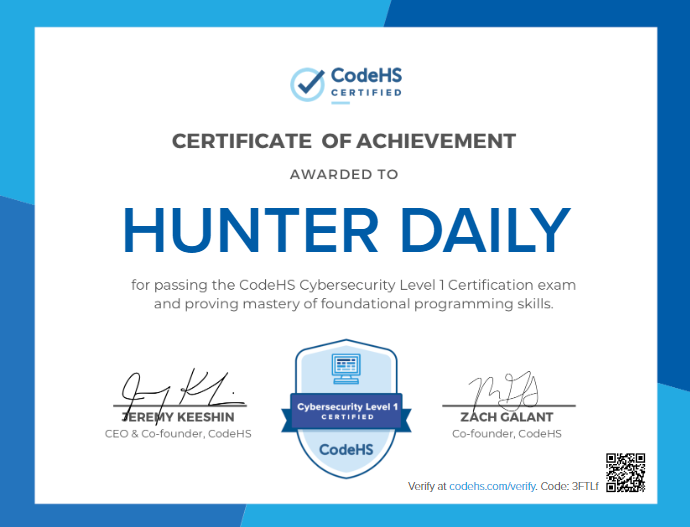 CodeHS
CERTIFIED
CERTIFICATE OF ACHIEVEMENT
AWARDED TO
HUNTER DAILY
for passing the CodeHS Cybersecurity Level 1 Certification exam
and proving mastery of foundational programming skills.
Cybersecurity Level 1
CERTIFIED
CodeHS
JEREMY KEESHIN
CEO & Co-founder, CodeHS
ZACH GALANT
Co-founder, CodeHS
Verify at codehs.com/verify. Code: 3FTLf